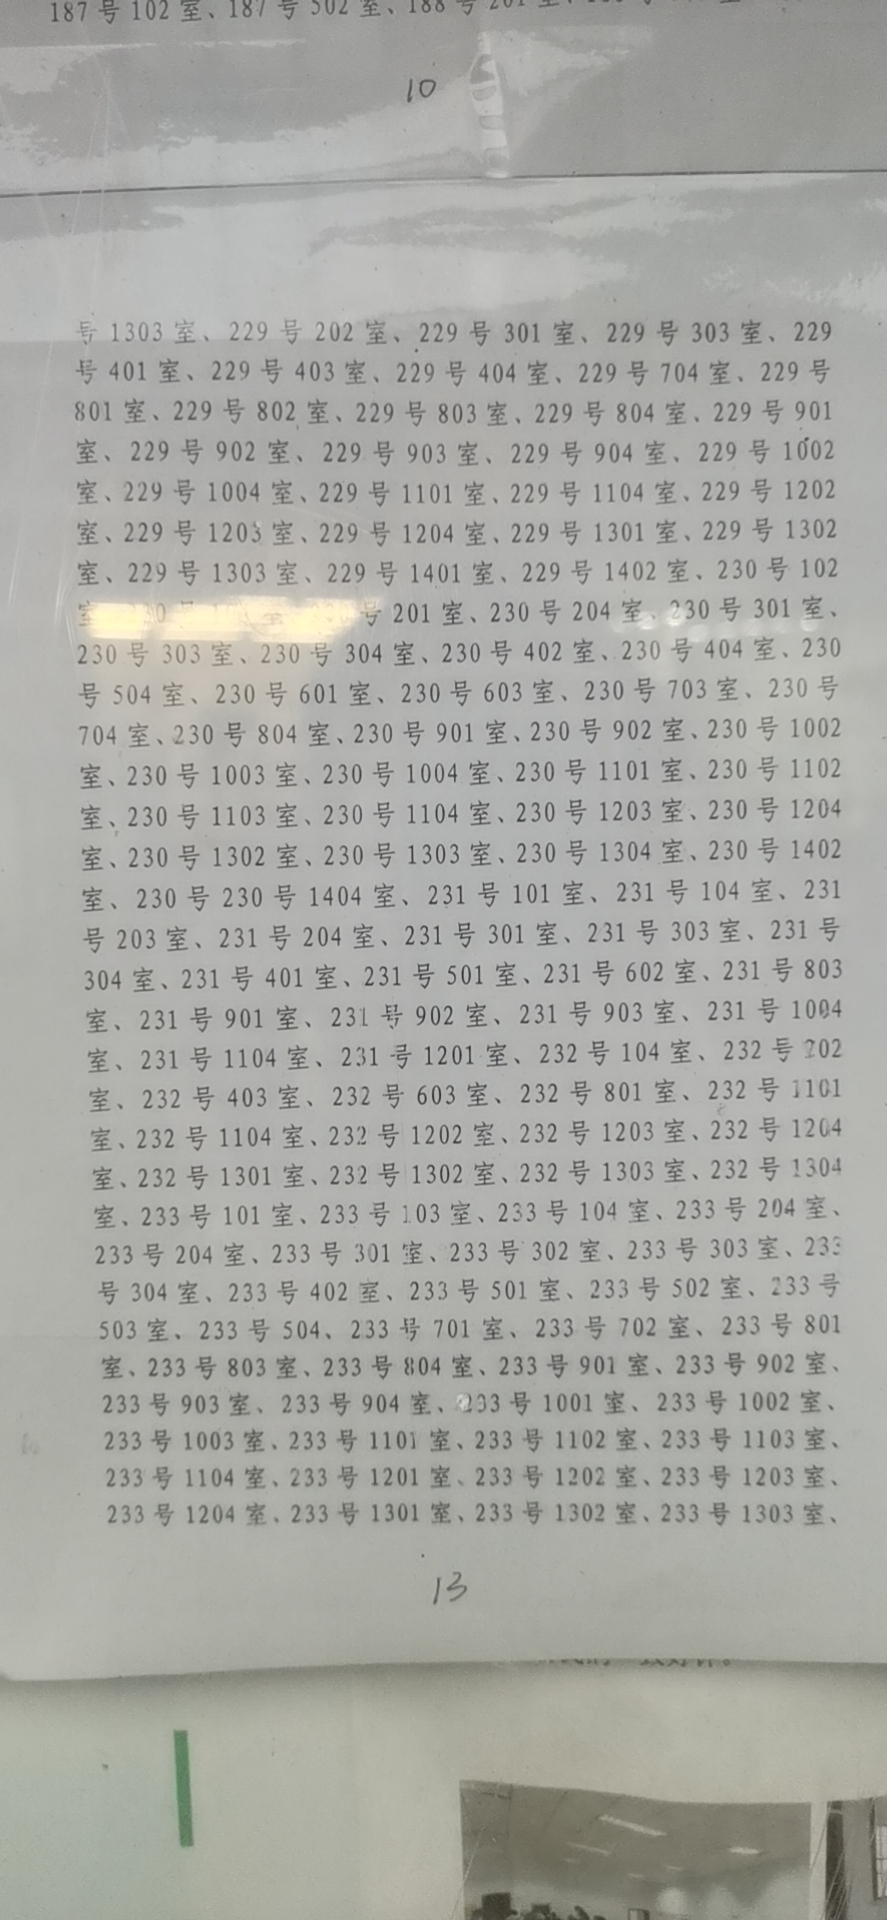 187 号 102 室、187 号 502 室、188 号 201 室、
10
号 1303 室、229 号 202 室、229 号 301 室、229 号 303 室、229
号 401 室、229 号 403 室、229 号 404 室、229 号 704 室、229 号
801 室、229 号 802 室、229 号 803 室、229 号 804 室、229 号 901
室、229 号 902 室、229 号 903 室、229 号 904 室、229 号 1002
室、229 号 1004 室、229 号 1101 室、229 号 1104 室、229 号 1202
室、229 号 1203 室、229 号 1204 室、229 号 1301 室、229 号 1302
室、229 号 1303 室、229 号 1401 室、229 号 1402 室、230 号 102
号 201 室、230 号 204 室、230 号 301 室、
230 号 303 室、230 号 304 室、230 号 402 室、230 号 404 室、230
号 504 室、230 号 601 室、230 号 603 室、230 号 703 室、230 号
704 室、230 号 804 室、230 号 901 室、230 号 902 室、230 号 1002
室、230 号 1003 室、230 号 1004 室、230 号 1101 室、230 号 1102
室、230 号 1103 室、230 号 1104 室、230 号 1203 室、230 号 1204
室、230 号 1302 室、230 号 1303 室、230 号 1304 室、230 号 1402
室、230 号 230 号 1404 室、231 号 101 室、231 号 104 室、231
号 203 室、231 号 204 室、231 号 301 室、231 号 303 室、231 号
304 室、231 号 401 室、231 号 501 室、231 号 602 室、231 号 803
室、231 号 901 室、231 号 902 室、231 号 903 室、231 号 1004
室、231 号 1104 室、231 号 1201 室、232 号 104 室、232 号 202
室、232 号 403 室、232 号 603 室、232 号 801 室、232 号 1101
室、232 号 1104 室、232 号 1202 室、232 号 1203 室、232 号 1204
室、232 号 1301 室、232 号 1302 室、232 号 1303 室、232 号 1304
室、233 号 101 室、233 号 103 室、233 号 104 室、233 号 204 室、
233 号 204 室、233 号 301 室、233 号 302 室、233 号 303 室、233
号 304 室、233 号 402 室、233 号 501 室、233 号 502 室、233 号
503 室、233 号 504、233 号 701 室、233 号 702 室、233 号 801
室、233 号 803 室、233 号 804 室、233 号 901 室、233 号 902 室、
233 号 903 室、233 号 904 室、233 号 1001 室、233 号 1002 室、
233 号 1003 室、233 号 1101 室、233 号 1102 室、233 号 1103 室、
233 号 1104 室、233 号 1201 室、233 号 1202 室、233 号 1203 室、
233 号 1204 室、233 号 1301 室、233 号 1302 室、233 号 1303 室、
13